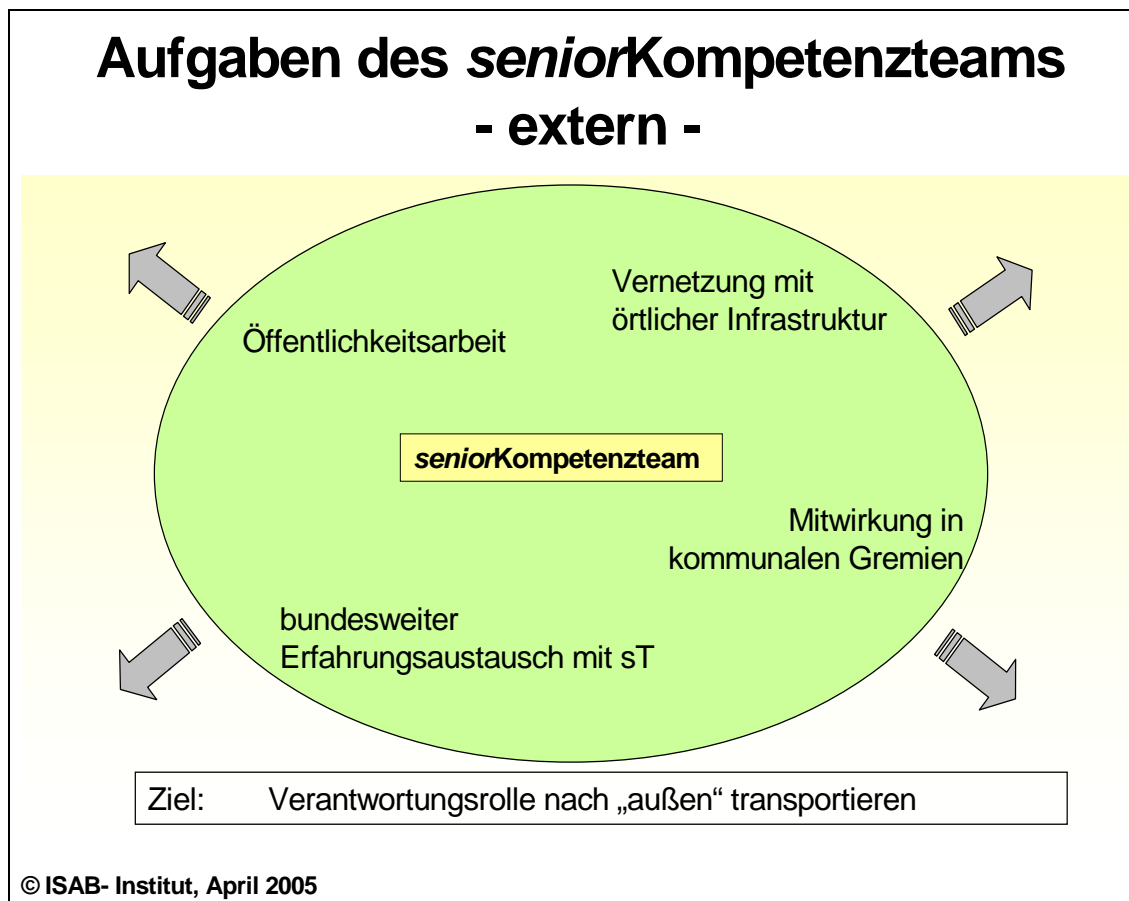 Aufgaben des seniorKompetenzteams
- extern -
Vernetzung mit
örtlicher Infrastruktur
Öffentlichkeitsarbeit
seniorKompetenzteam
Mitwirkung in
kommunalen Gremien
bundesweiter
Erfahrungsaustausch mit sT
Ziel: Verantwortungsrolle nach „außen“ transportieren
© ISAB- Institut, April 2005